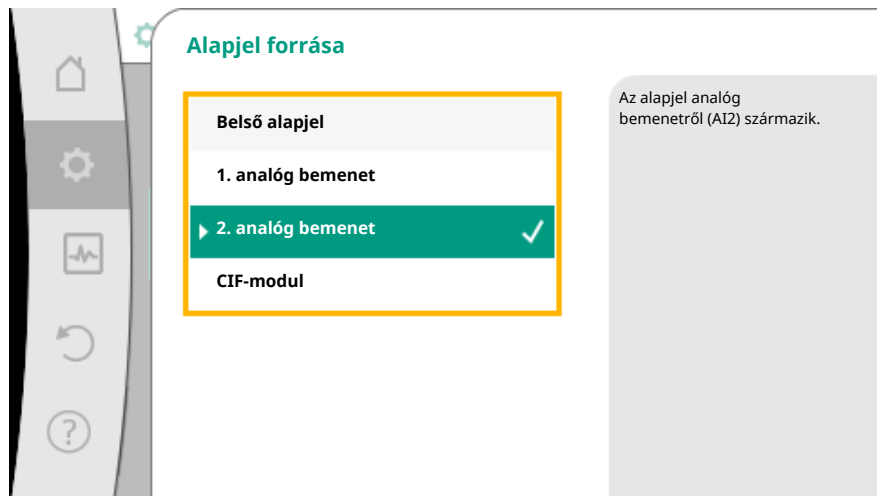 Alapjel forrása
Belső alapjel
1. analóg bemenet
2. analóg bemenet
CIF-modul
Az alapjel analóg
bemenetről (AI2) származik.
?